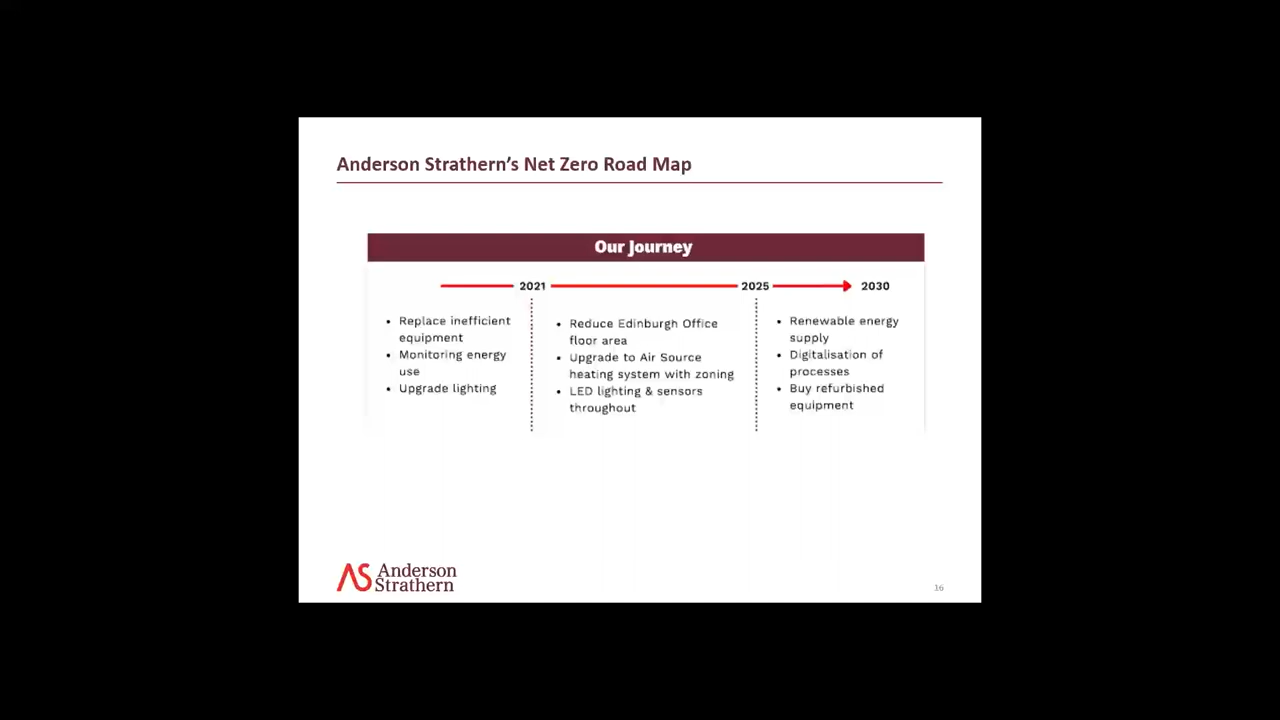 Anderson Strathern’s Net Zero Road Map
Our Journey
2021
2025
2030
• Replace inefficient
equipment
• Monitoring energy
use
• Upgrade lighting
• Reduce Edinburgh Office
floor area
• Upgrade to Air Source
heating system with zoning
• LED lighting & sensors
throughout
• Renewable energy
supply
• Digitalisation of
processes
• Buy refurbished
equipment
AS Anderson
Strathern
16